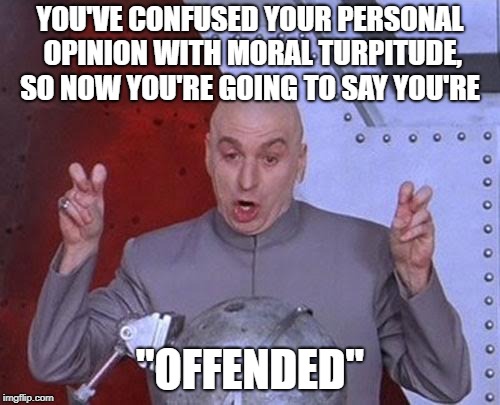 YOU'VE CONFUSED YOUR PERSONAL
OPINION WITH MORAL TURPITUDE,
SO NOW YOU'RE GOING TO SAY YOU'RE
"OFFENDED"
imgflip.com